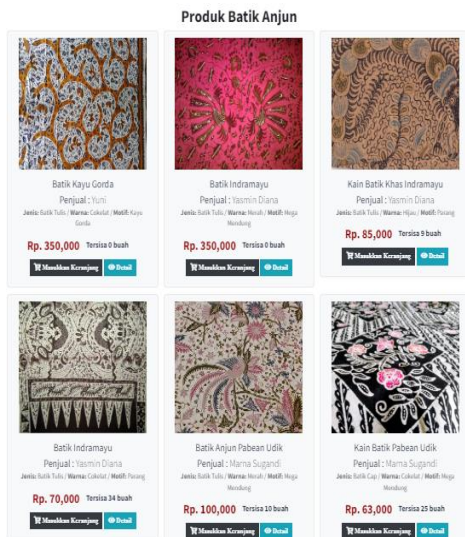 Produk Batik Anjun
Batik Kayu Gorda
Penjual : Yuni
Jenis: Batik Tulis / Warna: Cokelat / Motif: Kayu
Gorda
Rp. 350,000 Tersisa 0 buah
Masukkan Keranjang Detail
Batik Indramayu
Penjual : Yasmin Diana
Jenis: Batik Tulis / Warna: Merah / Motif: Mega
Mendung
Rp. 350,000 Tersisa 0 buah
Masukkan Keranjang Detail
Kain Batik Khas Indramayu
Penjual : Yasmin Diana
Jenis: Batik Tulis / Warna: Hijau / Motif: Parang
Rp. 85,000 Tersisa 9 buah
Masukkan Keranjang Detail
Batik Indramayu
Penjual : Yasmin Diana
Jenis: Batik Tulis / Warna: Cokelat / Motif: Parang
Rp. 70,000 Tersisa 34 buah
Masukkan Keranjang Detail
Batik Anjun Pabean Udik
Penjual : Mama Sugandi
Jenis: Batik Tulis / Warna: Merah / Motif: Mega
Mendung
Rp. 100,000 Tersisa 10 buah
Masukkan Keranjang Detail
Kain Batik Pabean Udik
Penjual : Mama Sugandi
Jenis: Batik Cap / Warna: Cokelat / Motif: Mega
Mendung
Rp. 63,000 Tersisa 25 buah
Masukkan Keranjang Detail